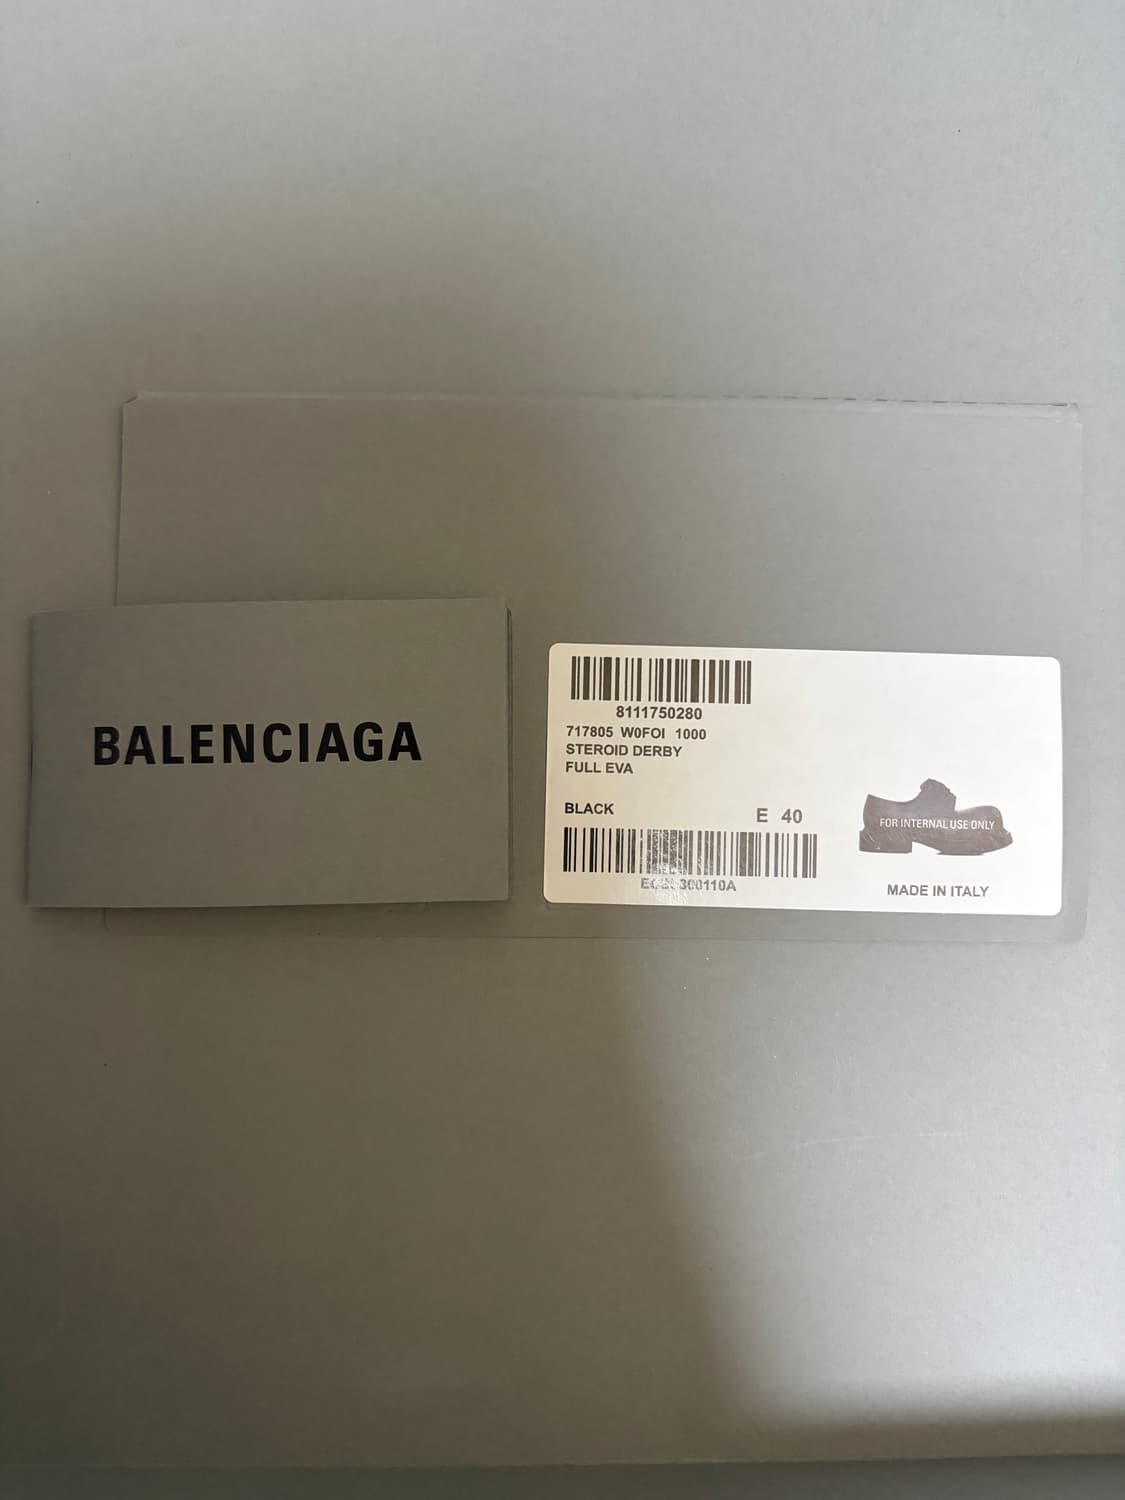 BALENCIAGA
8111750280
717805 W0FOI 1000
STEROID DERBY
FULL EVA
BLACK
E 40
FOR INTERNAL USE ONLY
MADE IN ITALY